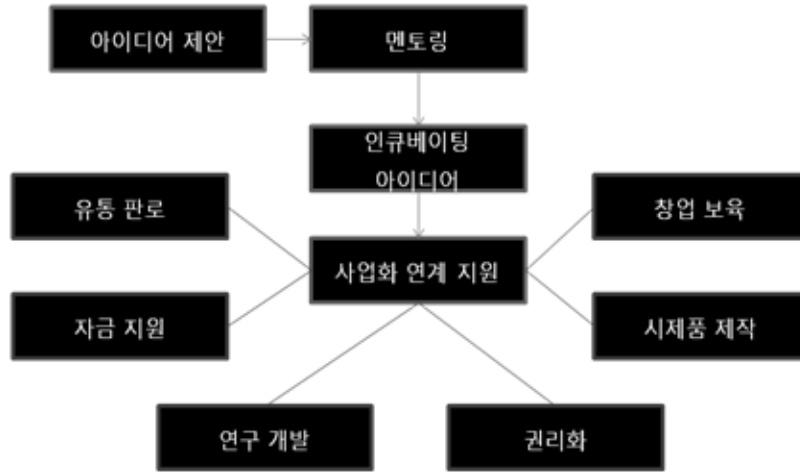 아이디어 제안
멘토링
인큐베이팅
아이디어
유통 판로
창업 보육
사업화 연계 지원
자금 지원
시제품 제작
연구 개발
권리화